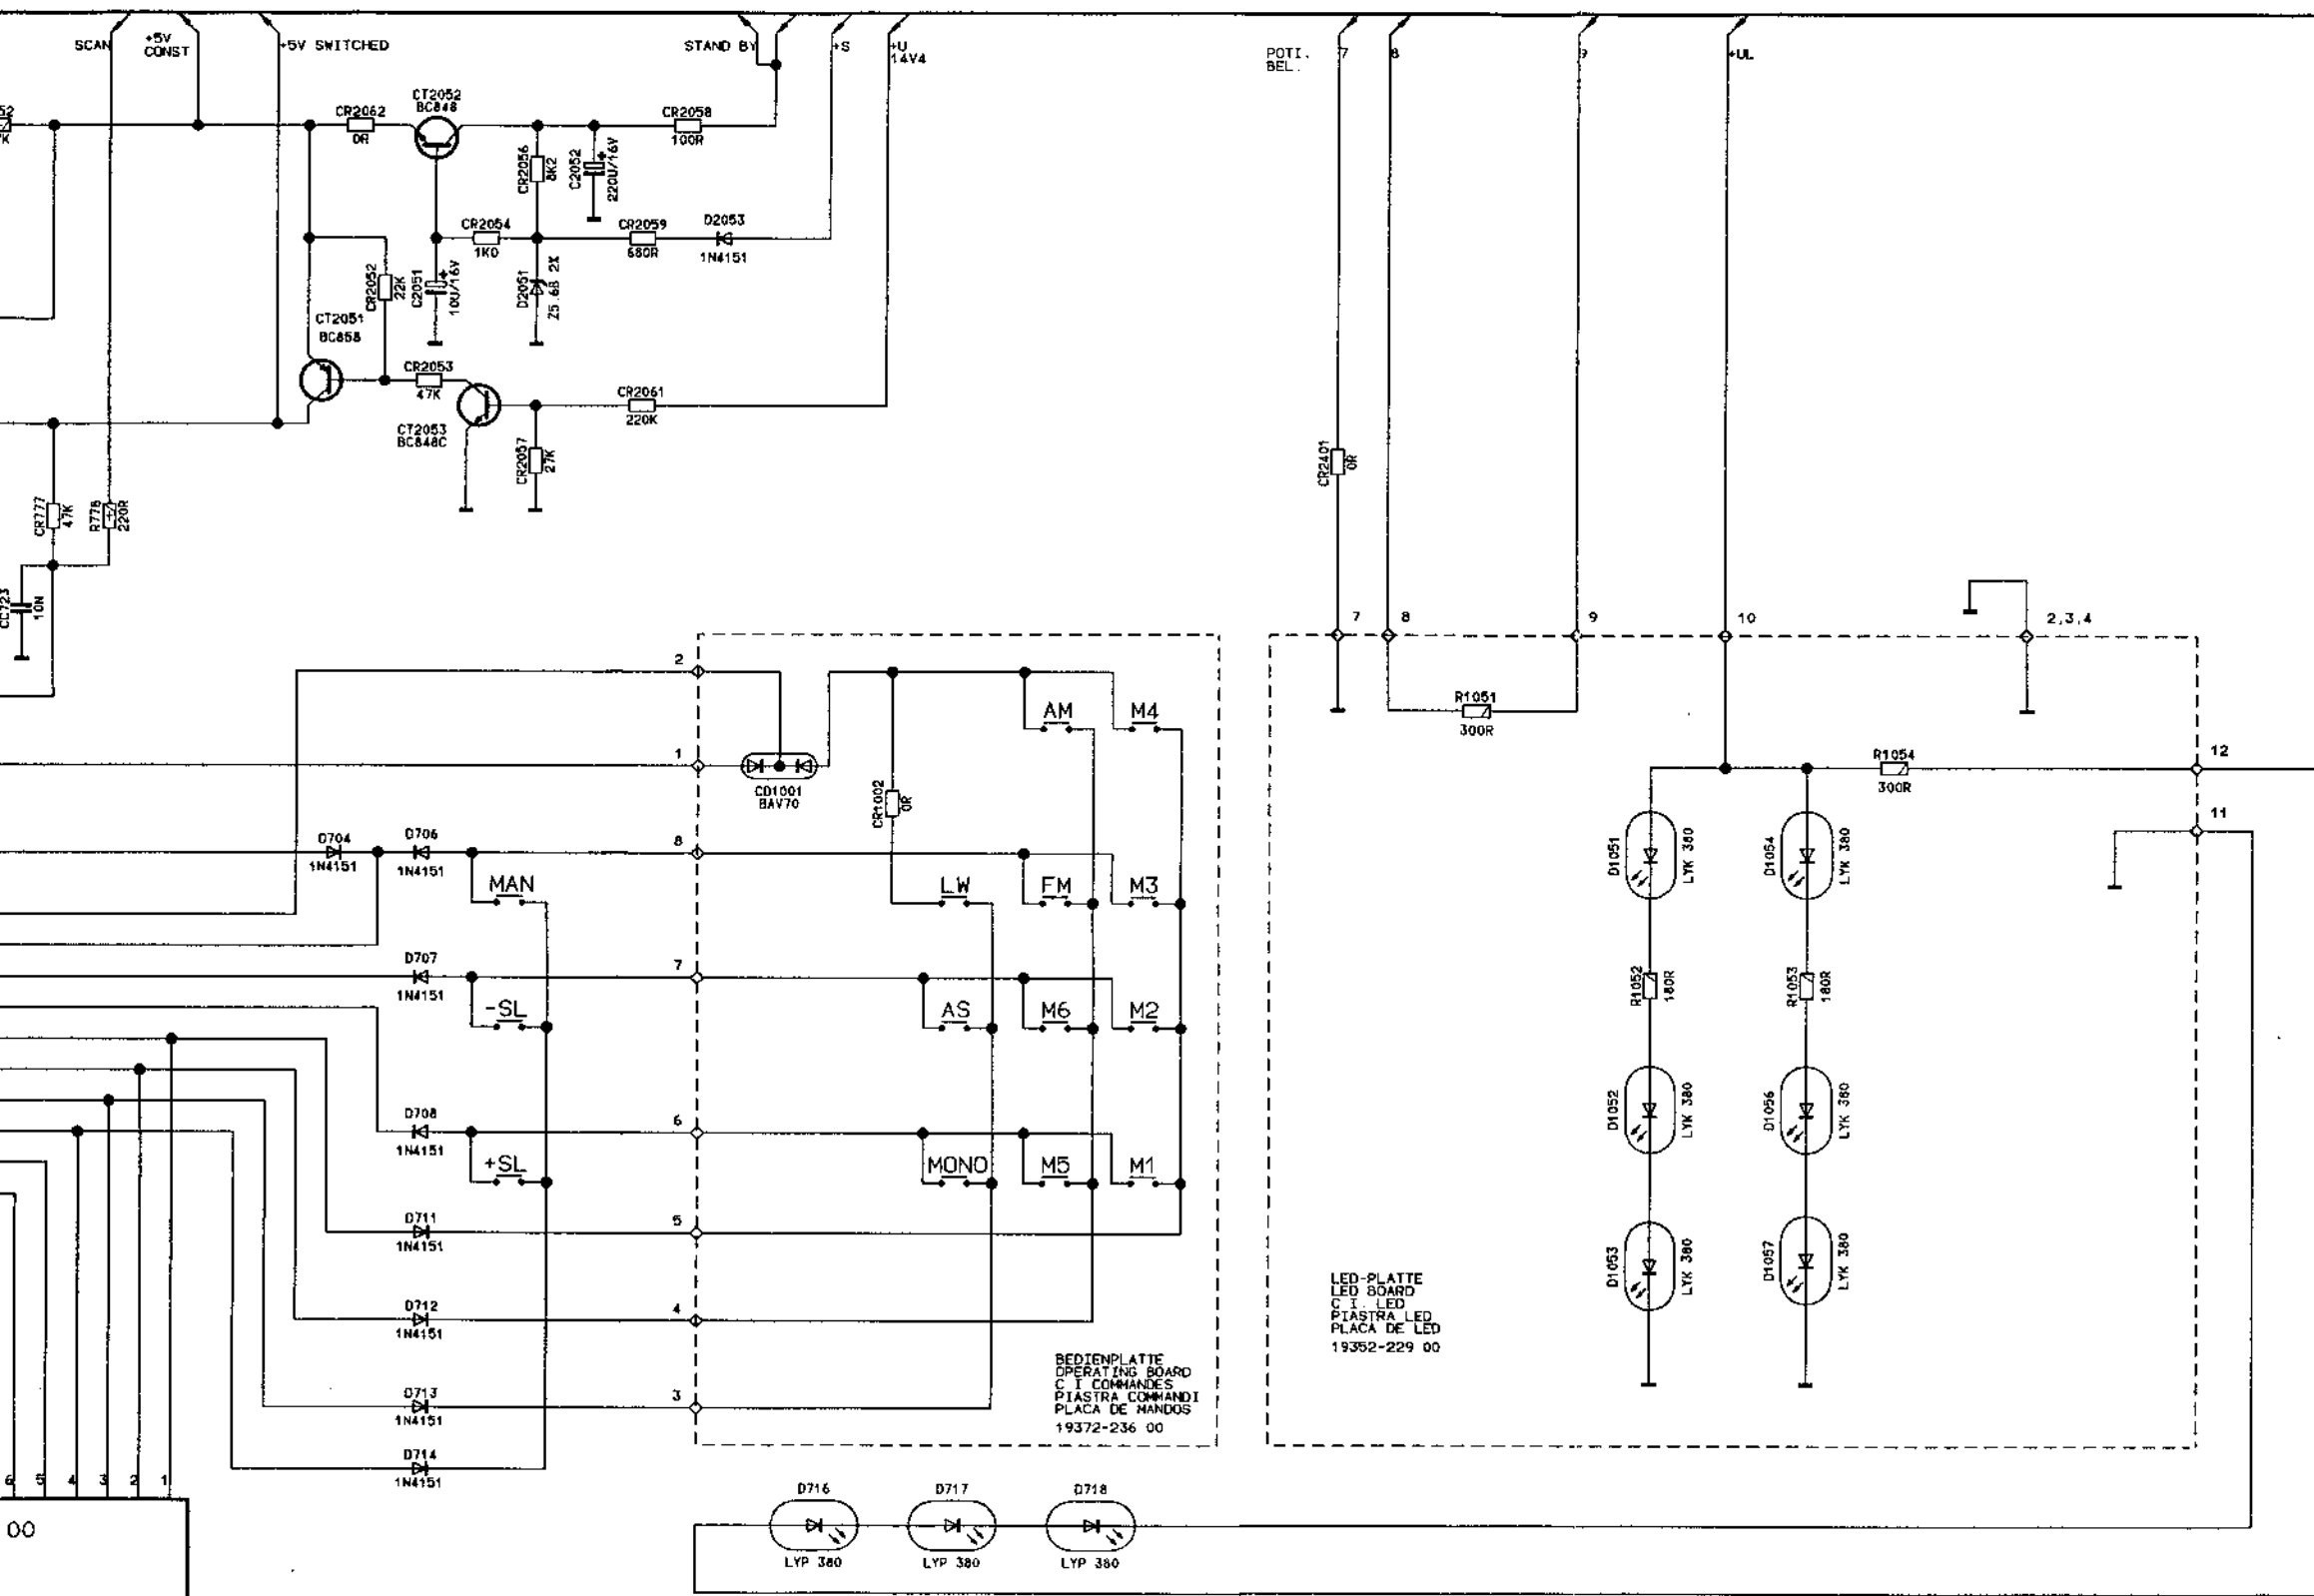 SCAN
+5V
CONST
+5V SWITCHED
STAND BY
+S
+U
14V4
POTI.
BEL.
7
8
9
+UL
CR2062
0R
CT2052
BC848
CR2058
100R
CR2056
8K2
C2052
220U/16V
CR2054
1K0
CR2059
680R
D2053
1N4151
CR2052
22K
C2051
10U/16V
D2051
Z5.6B 2%
CT2051
BC858
CR2053
47K
CT2053
BC848C
CR2061
220K
CR2057
27K
CR2401
0R
CR777
47K
R776
220R
CC723
10N
7
8
9
10
2,3,4
2
1
8
7
6
5
4
3
AM
M4
CD1001
BAV70
CR1002
0R
R1051
300R
R1054
300R
12
11
D704
1N4151
D706
1N4151
MAN
LW
FM
M3
D1051
LYK 380
D1054
LYK 380
D707
1N4151
-SL
AS
M6
M2
R1052
180R
R1053
180R
D708
1N4151
+SL
MONO
M5
M1
D1052
LYK 380
D1056
LYK 380
D711
1N4151
D1053
LYK 380
D1057
LYK 380
D712
1N4151
D713
1N4151
D714
1N4151
BEDIENPLATTE
OPERATING BOARD
C I COMMANDES
PIASTRA COMMANDI
PLACA DE MANDOS
19372-236 00
LED-PLATTE
LED BOARD
C I. LED
PIASTRA LED
PLACA DE LED
19352-229 00
6
5
4
3
2
1
00
D716
D717
D718
LYP 380
LYP 380
LYP 380